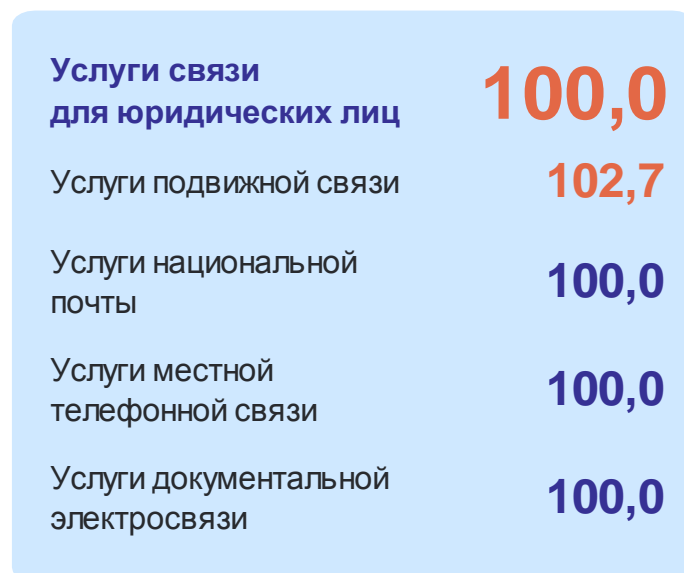 Услуги связи
для юридических лиц 100,0
Услуги подвижной связи 102,7
Услуги национальной
почты 100,0
Услуги местной
телефонной связи 100,0
Услуги документальной
электросвязи 100,0